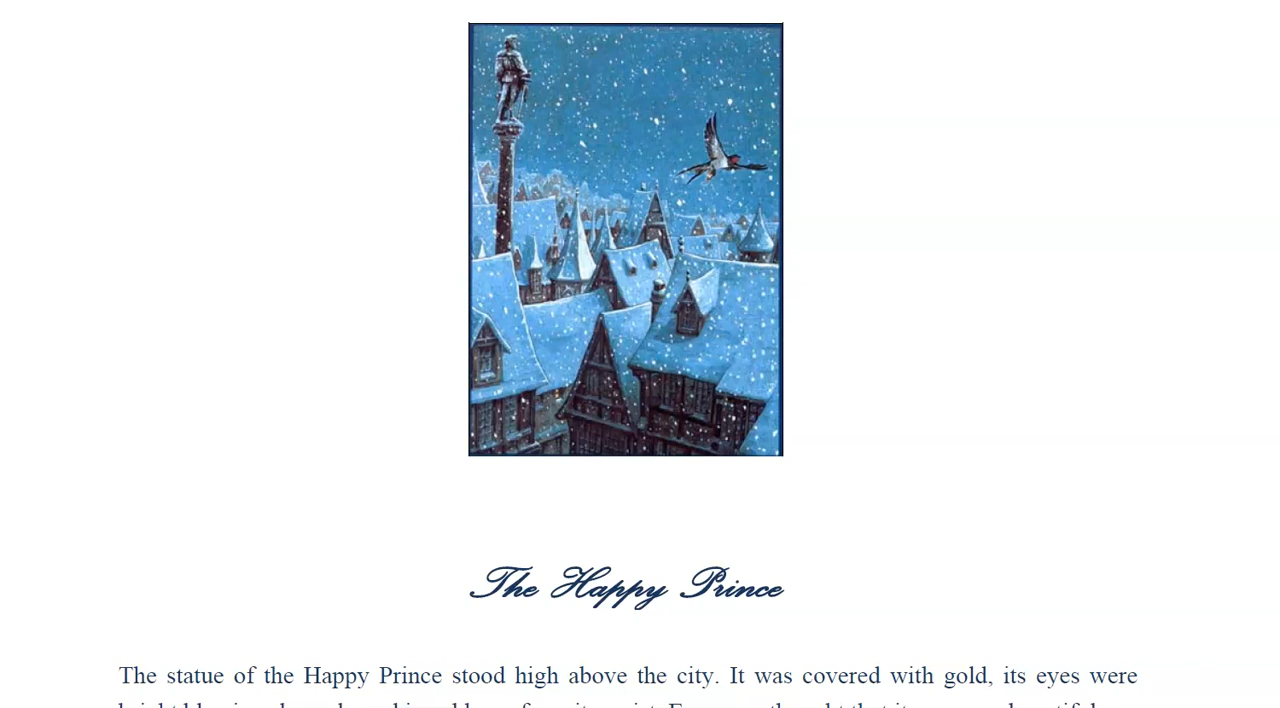 The Happy Prince
The statue of the Happy Prince stood high above the city. It was covered with gold, its eyes were